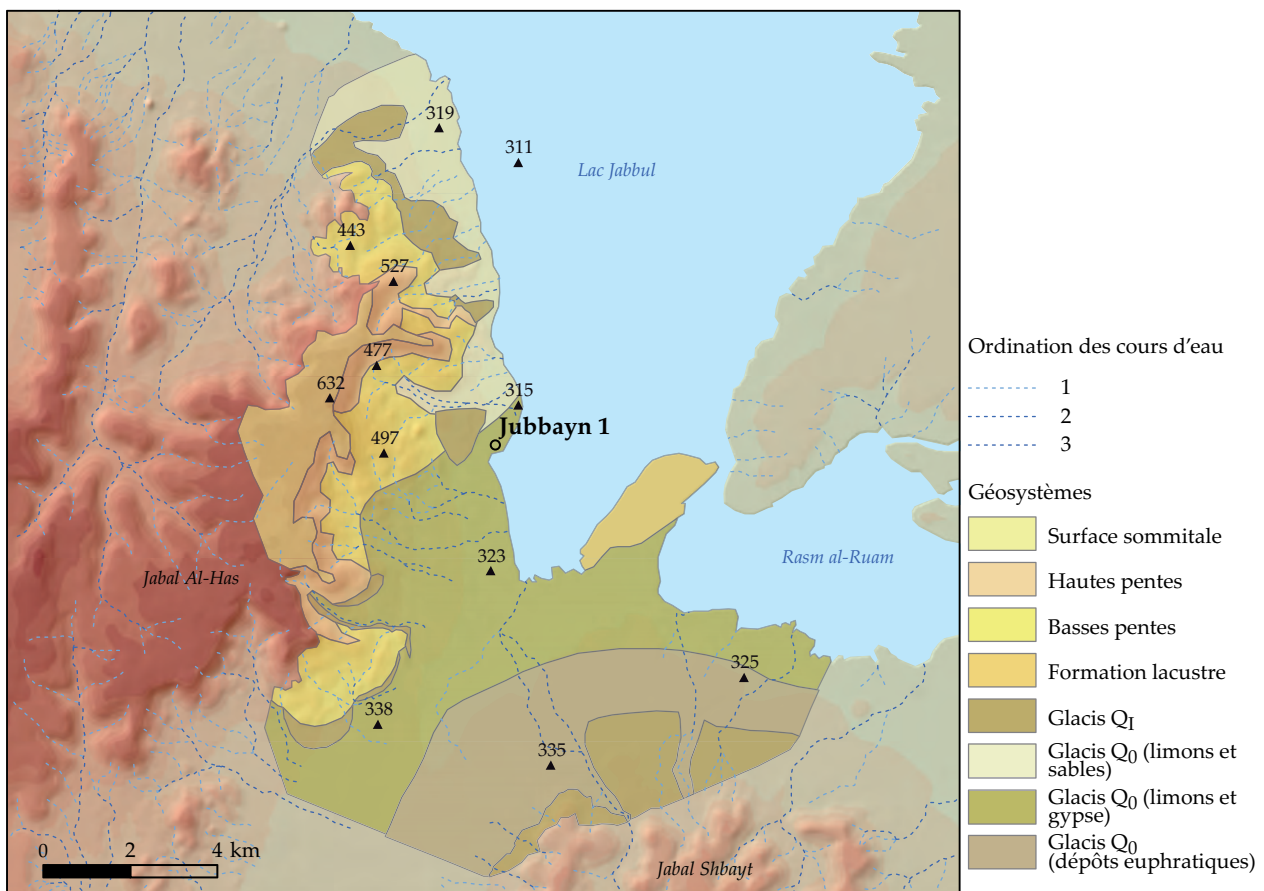 319
311
Lac Jabbul
443
527
477
632
315
Jubbayn 1
497
323
Rasm al-Ruam
Jabal Al-Has
325
338
335
Jabal Shbayt
0 2 4 km
Ordination des cours d'eau
1
2
3
Géosystèmes
Surface sommitale
Hautes pentes
Basses pentes
Formation lacustre
Glacis QI
Glacis Q0 (limons et
sables)
Glacis Q0 (limons et
gypse)
Glacis Q0
(dépôts euphratiques)